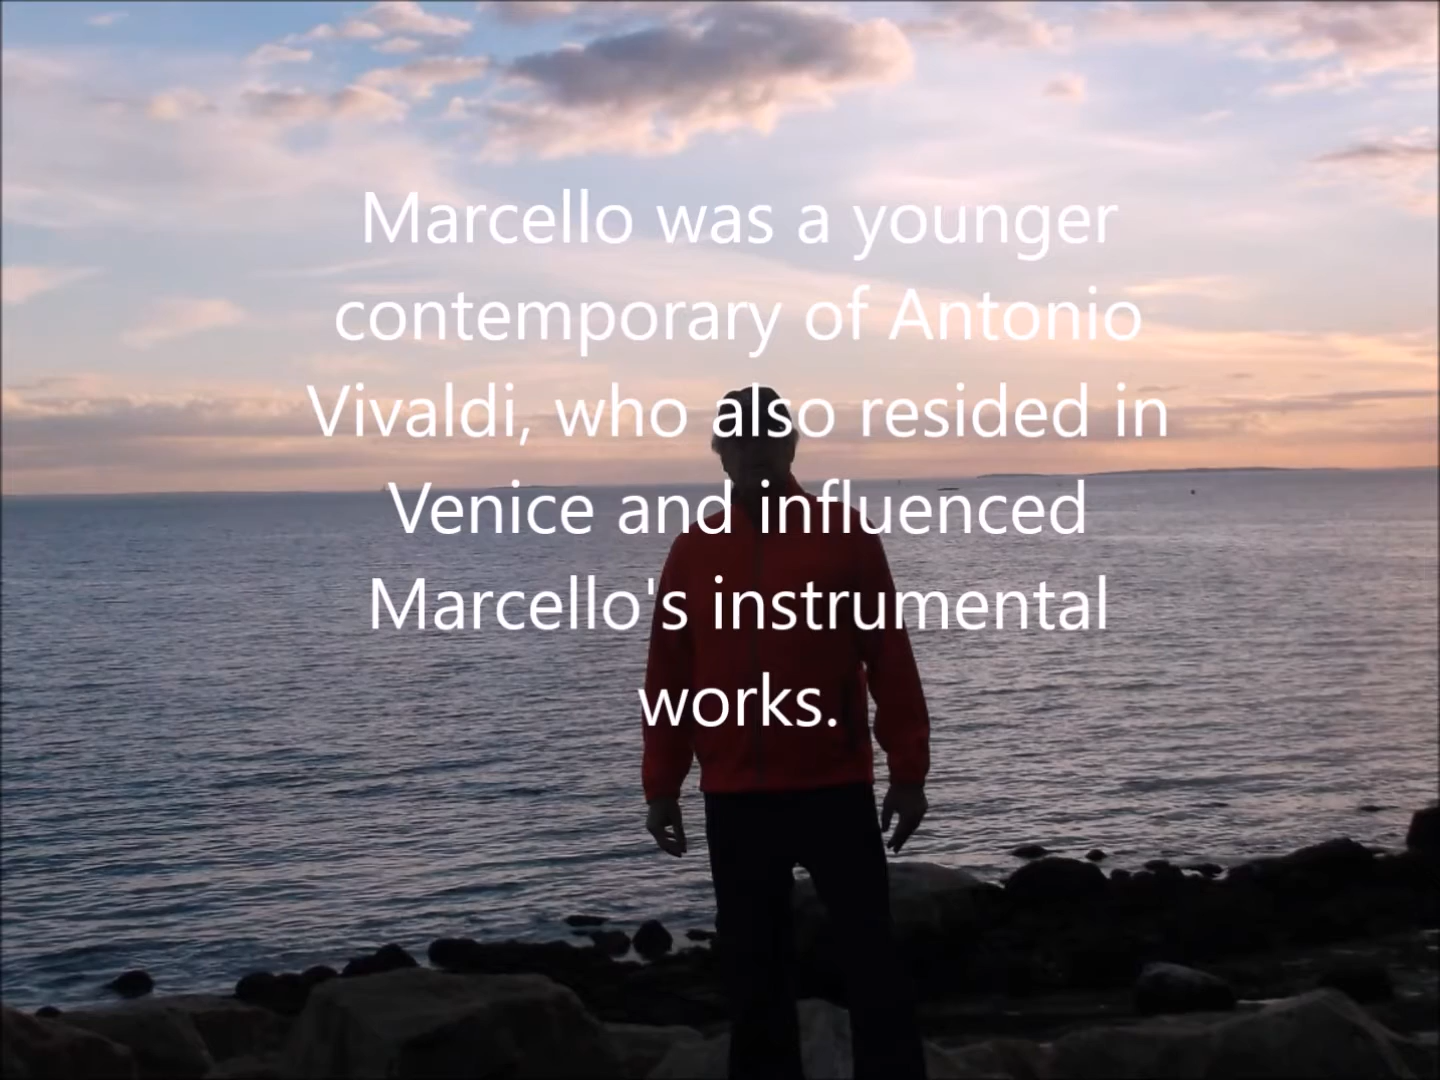 Marcello was a younger
contemporary of Antonio
Vivaldi, who also resided in
Venice and influenced
Marcello's instrumental
works.